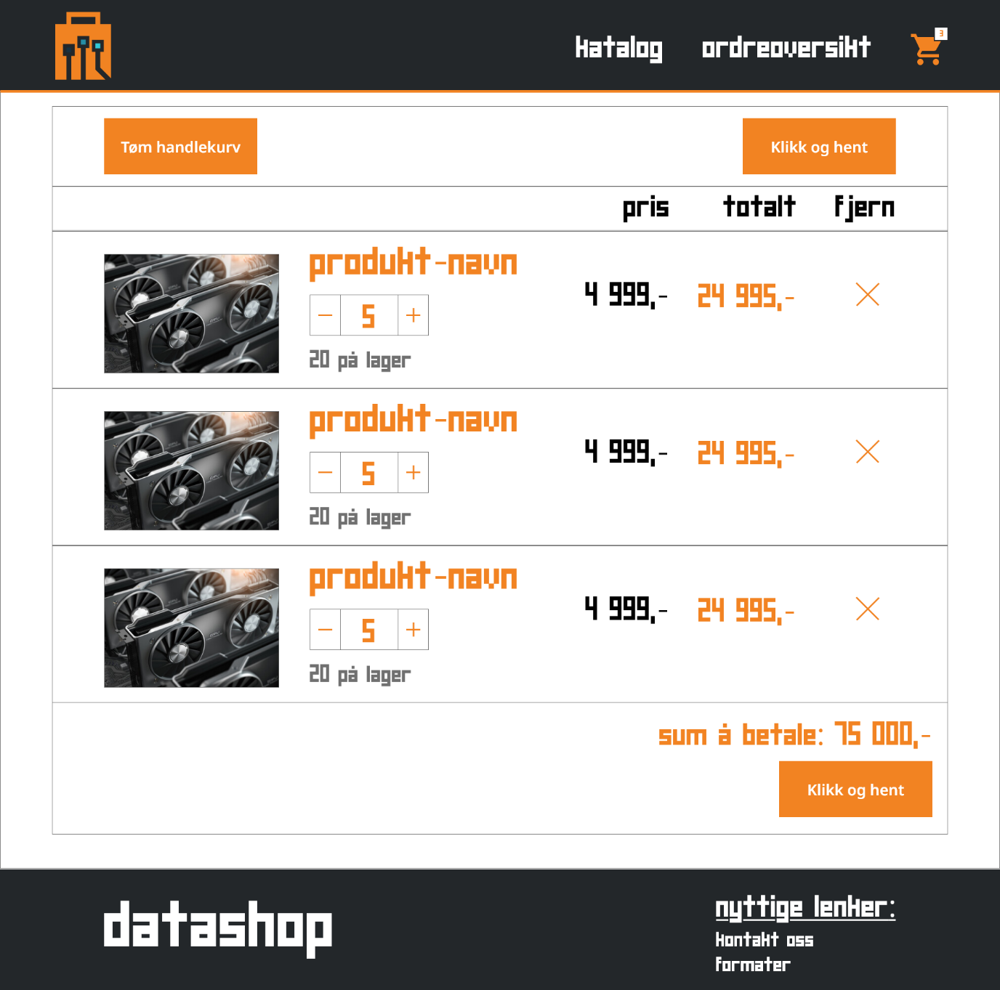 katalog
ordreoversikt
3
Tøm handlekurv
Klikk og hent
pris
totalt
fjern
produkt-navn
4 999,-
24 995,-
− 5 +
20 på lager
produkt-navn
4 999,-
24 995,-
− 5 +
20 på lager
produkt-navn
4 999,-
24 995,-
− 5 +
20 på lager
sum å betale: 75 000,-
Klikk og hent
datashop
nyttige lenker:
kontakt oss
formater